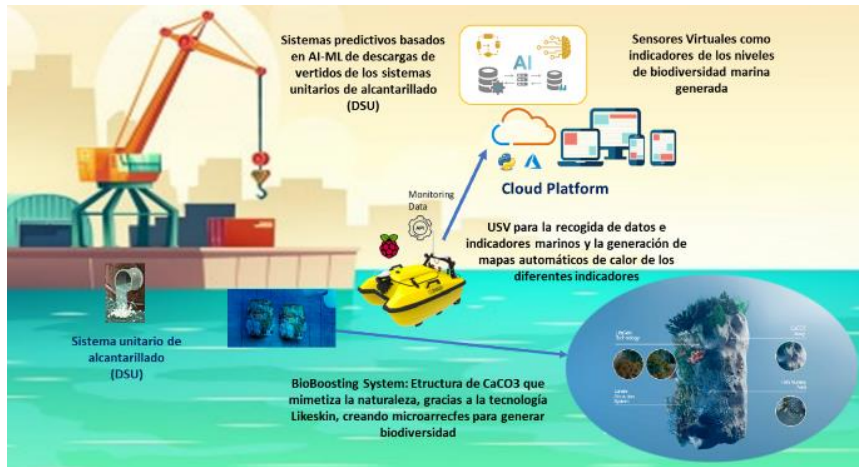 Sistemas predictivos basados
en AI-ML de descargas de
vertidos de los sistemas
unitarios de alcantarillado
(DSU)
AI
Sensores Virtuales como
indicadores de los niveles
de biodiversidad marina
generada
Cloud Platform
Monitoring
Data
API
USV para la recogida de datos e
indicadores marinos y la generación de
mapas automáticos de calor de los
diferentes indicadores
Sistema unitario de
alcantarillado
(DSU)
BioBoosting System: Etructura de CaCO3 que
mimetiza la naturaleza, gracias a la tecnología
Likeskin, creando microarrecfes para generar
biodiversidad